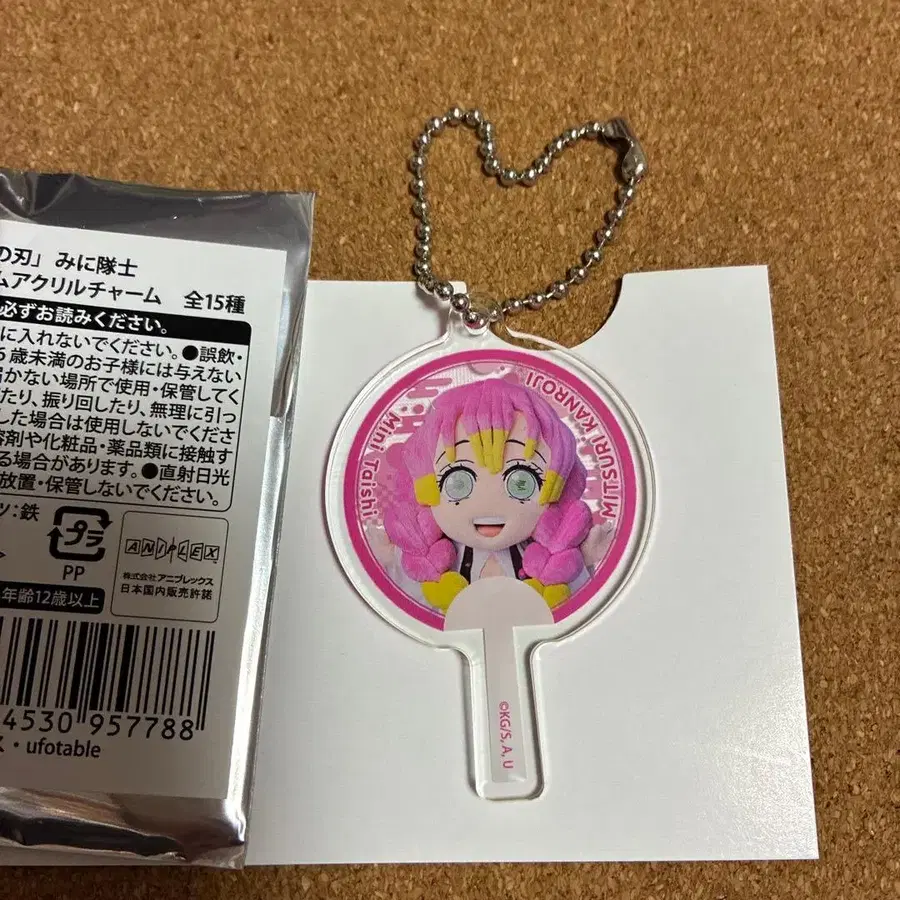 の刃」 みに隊士
ムアクリルチャーム 全15種
必ずお読みください。
に入れないでください。●誤飲・
6歳未満のお子様には与えない
届かない場所で使用・保管してく
たり、振り回したり、無理に引っ
した場合は使用しないでくださ
溶剤や化粧品・薬品類に接触す
る場合があります。●直射日光
放置・保管しないでください。
ツ：鉄
プラ
PP
ANIPLEX
株式会社アニプレックス
日本国内販売許諾
年齢12歳以上
4530 957788
ス・ufotable
Mini Taishi
MITSURI KANROJI
©KG/S, A, U